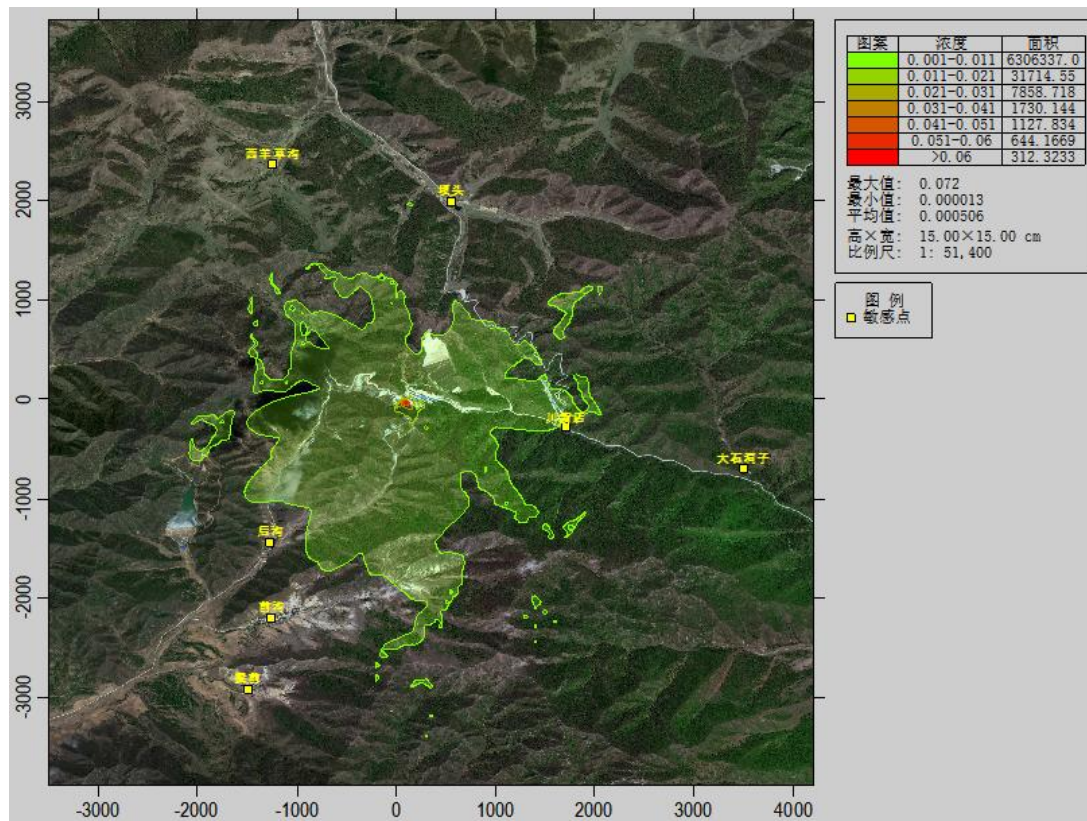 图案 浓度 面积
0.001-0.011 6306337.0
0.011-0.021 31714.55
0.021-0.031 7858.718
0.031-0.041 1730.144
0.041-0.051 1127.834
0.051-0.06 644.1669
>0.06 312.3233
最大值: 0.072
最小值: 0.000013
平均值: 0.000506
高×宽: 15.00×15.00 cm
比例尺: 1: 51,400
图 例
敏感点
3000
2000
1000
0
-1000
-2000
-3000
西羊草沟
梗头
大石洞子
后沟
前沟
-3000 -2000 -1000 0 1000 2000 3000 4000